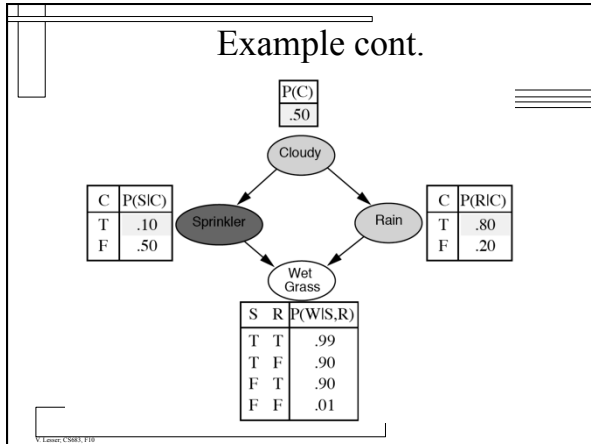 Example cont.
P(C)
.50
Cloudy
C P(S|C)
T .10
F .50
Sprinkler
Rain
C P(R|C)
T .80
F .20
Wet
Grass
S R P(W|S,R)
T T .99
T F .90
F T .90
F F .01
V. Lesser; CS683, F10